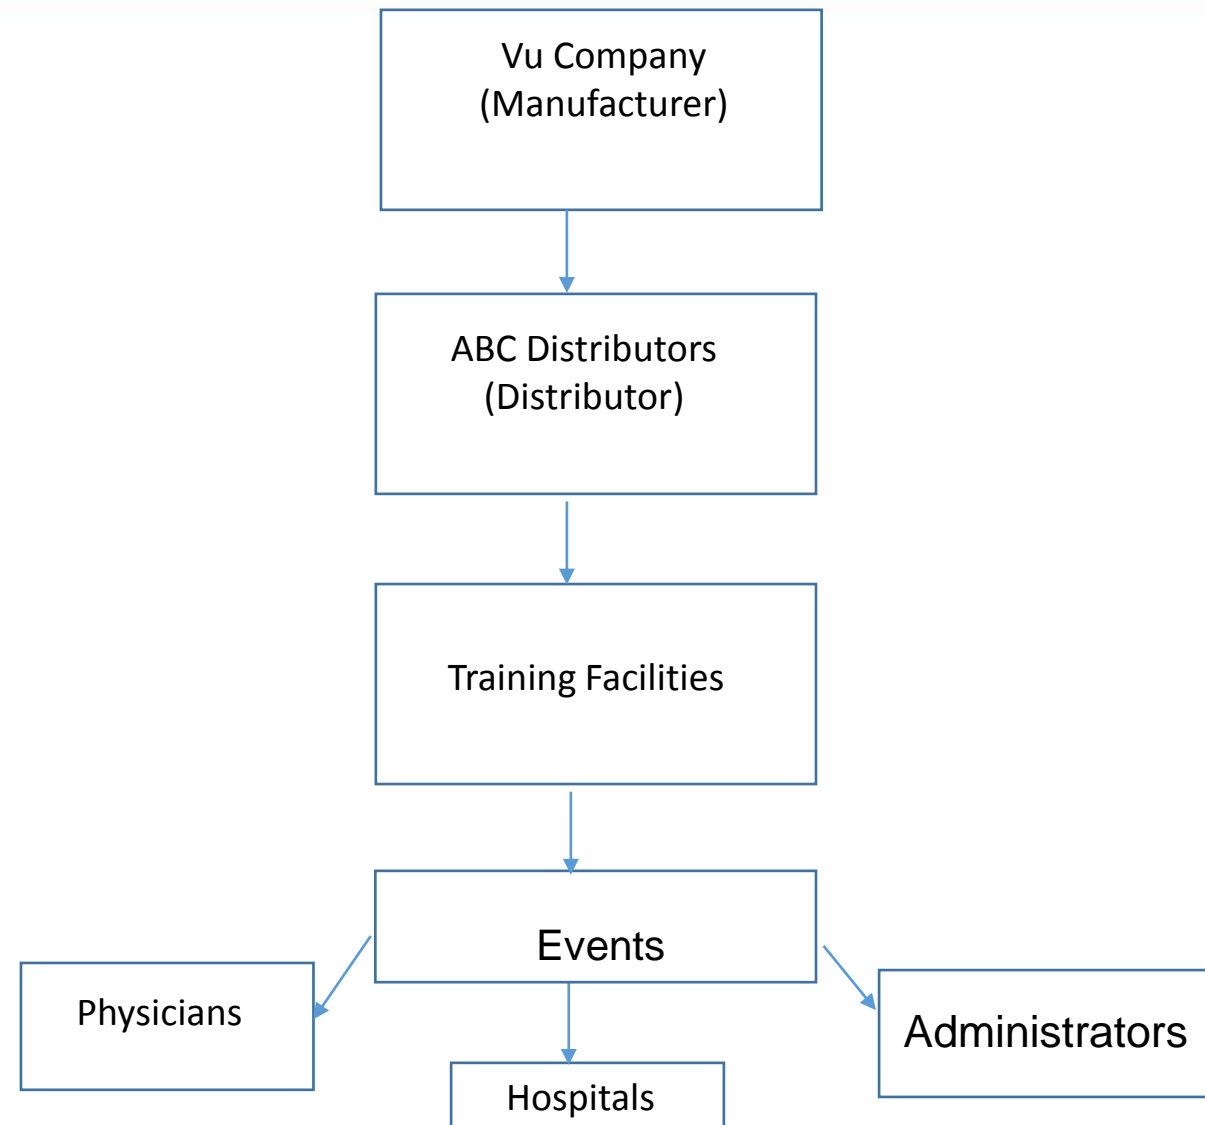 Vu Company
(Manufacturer)
ABC Distributors
(Distributor)
Training Facilities
Events
Physicians
Administrators
Hospitals